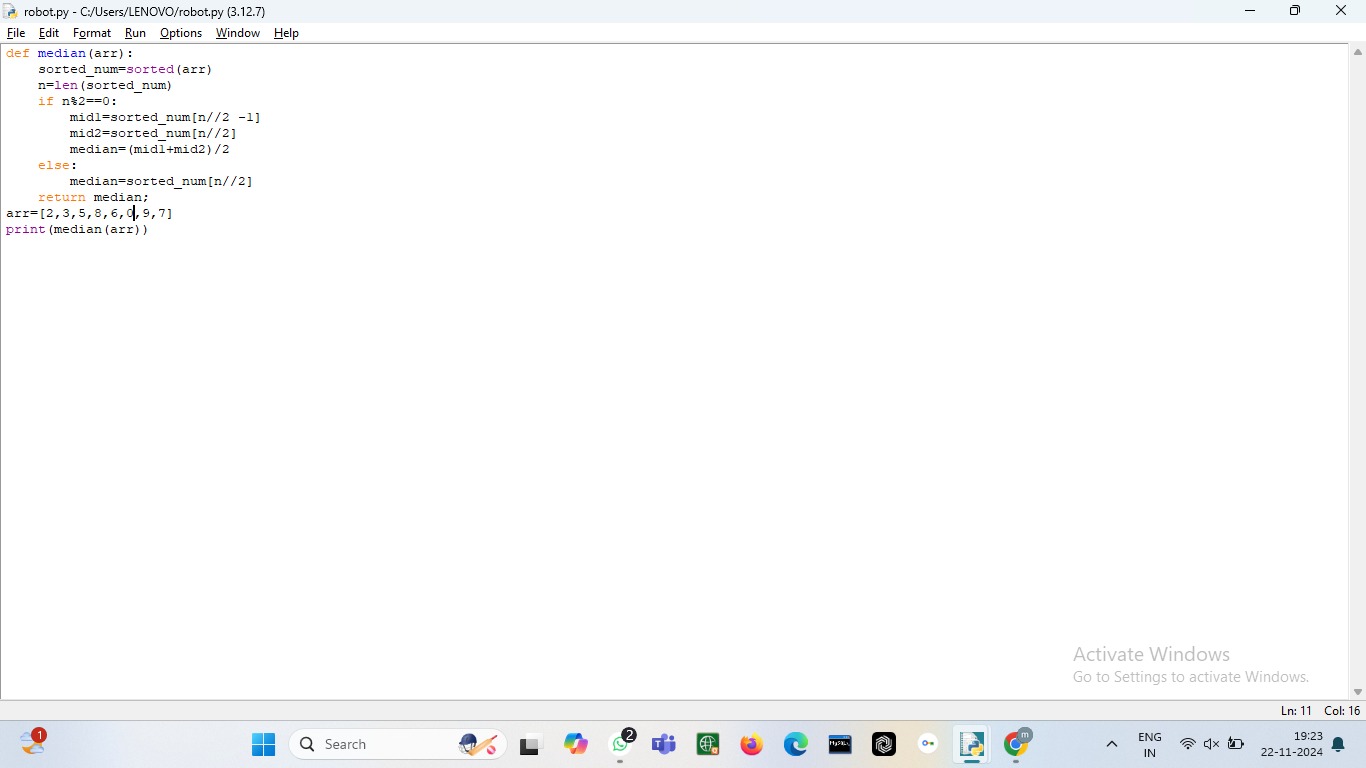 robot.py - C:/Users/LENOVO/robot.py (3.12.7)
File Edit Format Run Options Window Help
def median(arr):
    sorted_num=sorted(arr)
    n=len(sorted_num)
    if n%2==0:
        mid1=sorted_num[n//2 -1]
        mid2=sorted_num[n//2]
        median=(mid1+mid2)/2
    else:
        median=sorted_num[n//2]
    return median;
arr=[2,3,5,8,6,0,9,7]
print(median(arr))
Activate Windows
Go to Settings to activate Windows.
Ln: 11 Col: 16
1
Search
2
MySQL
m
ENG
IN
19:23
22-11-2024